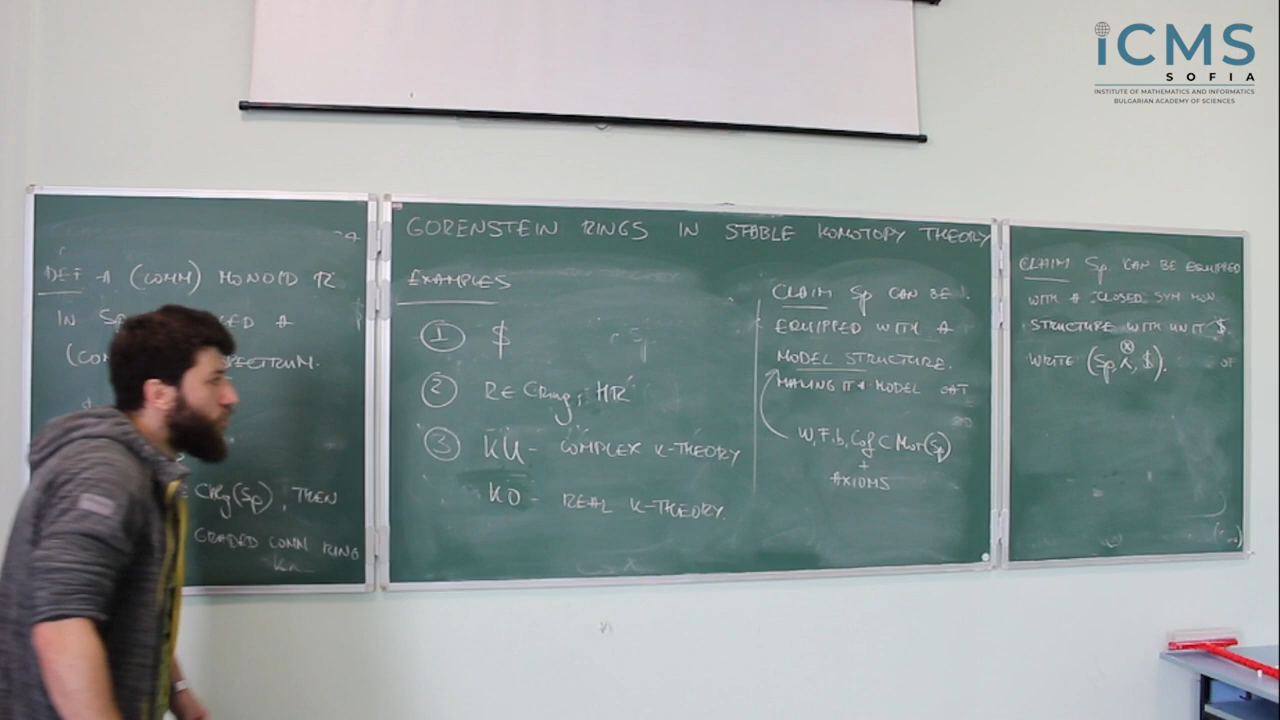 iCMS
SOFIA
INSTITUTE OF MATHEMATICS AND INFORMATICS
BULGARIAN ACADEMY OF SCIENCES
DEF A (COMM) MONOID R
IN Sp
SPECTRUM.
CAlg(Sp), THEN
GRADED COMM RING
GORENSTEIN RINGS IN STABLE HOMOTOPY THEORY
EXAMPLES
① $
② R ∈ CRing, HR
③ KU - COMPLEX K-THEORY
KO - REAL K-THEORY.
CLAIM Sp CAN BE
EQUIPPED WITH A
MODEL STRUCTURE.
MAKING IT A MODEL CAT
W, Fib, Cof ⊂ Mor(Sp)
+
AXIOMS
CLAIM Sp CAN BE EQUIPPED
WITH A CLOSED SYM MON
STRUCTURE WITH UNIT $.
⊗
WRITE (Sp, ∧, $).